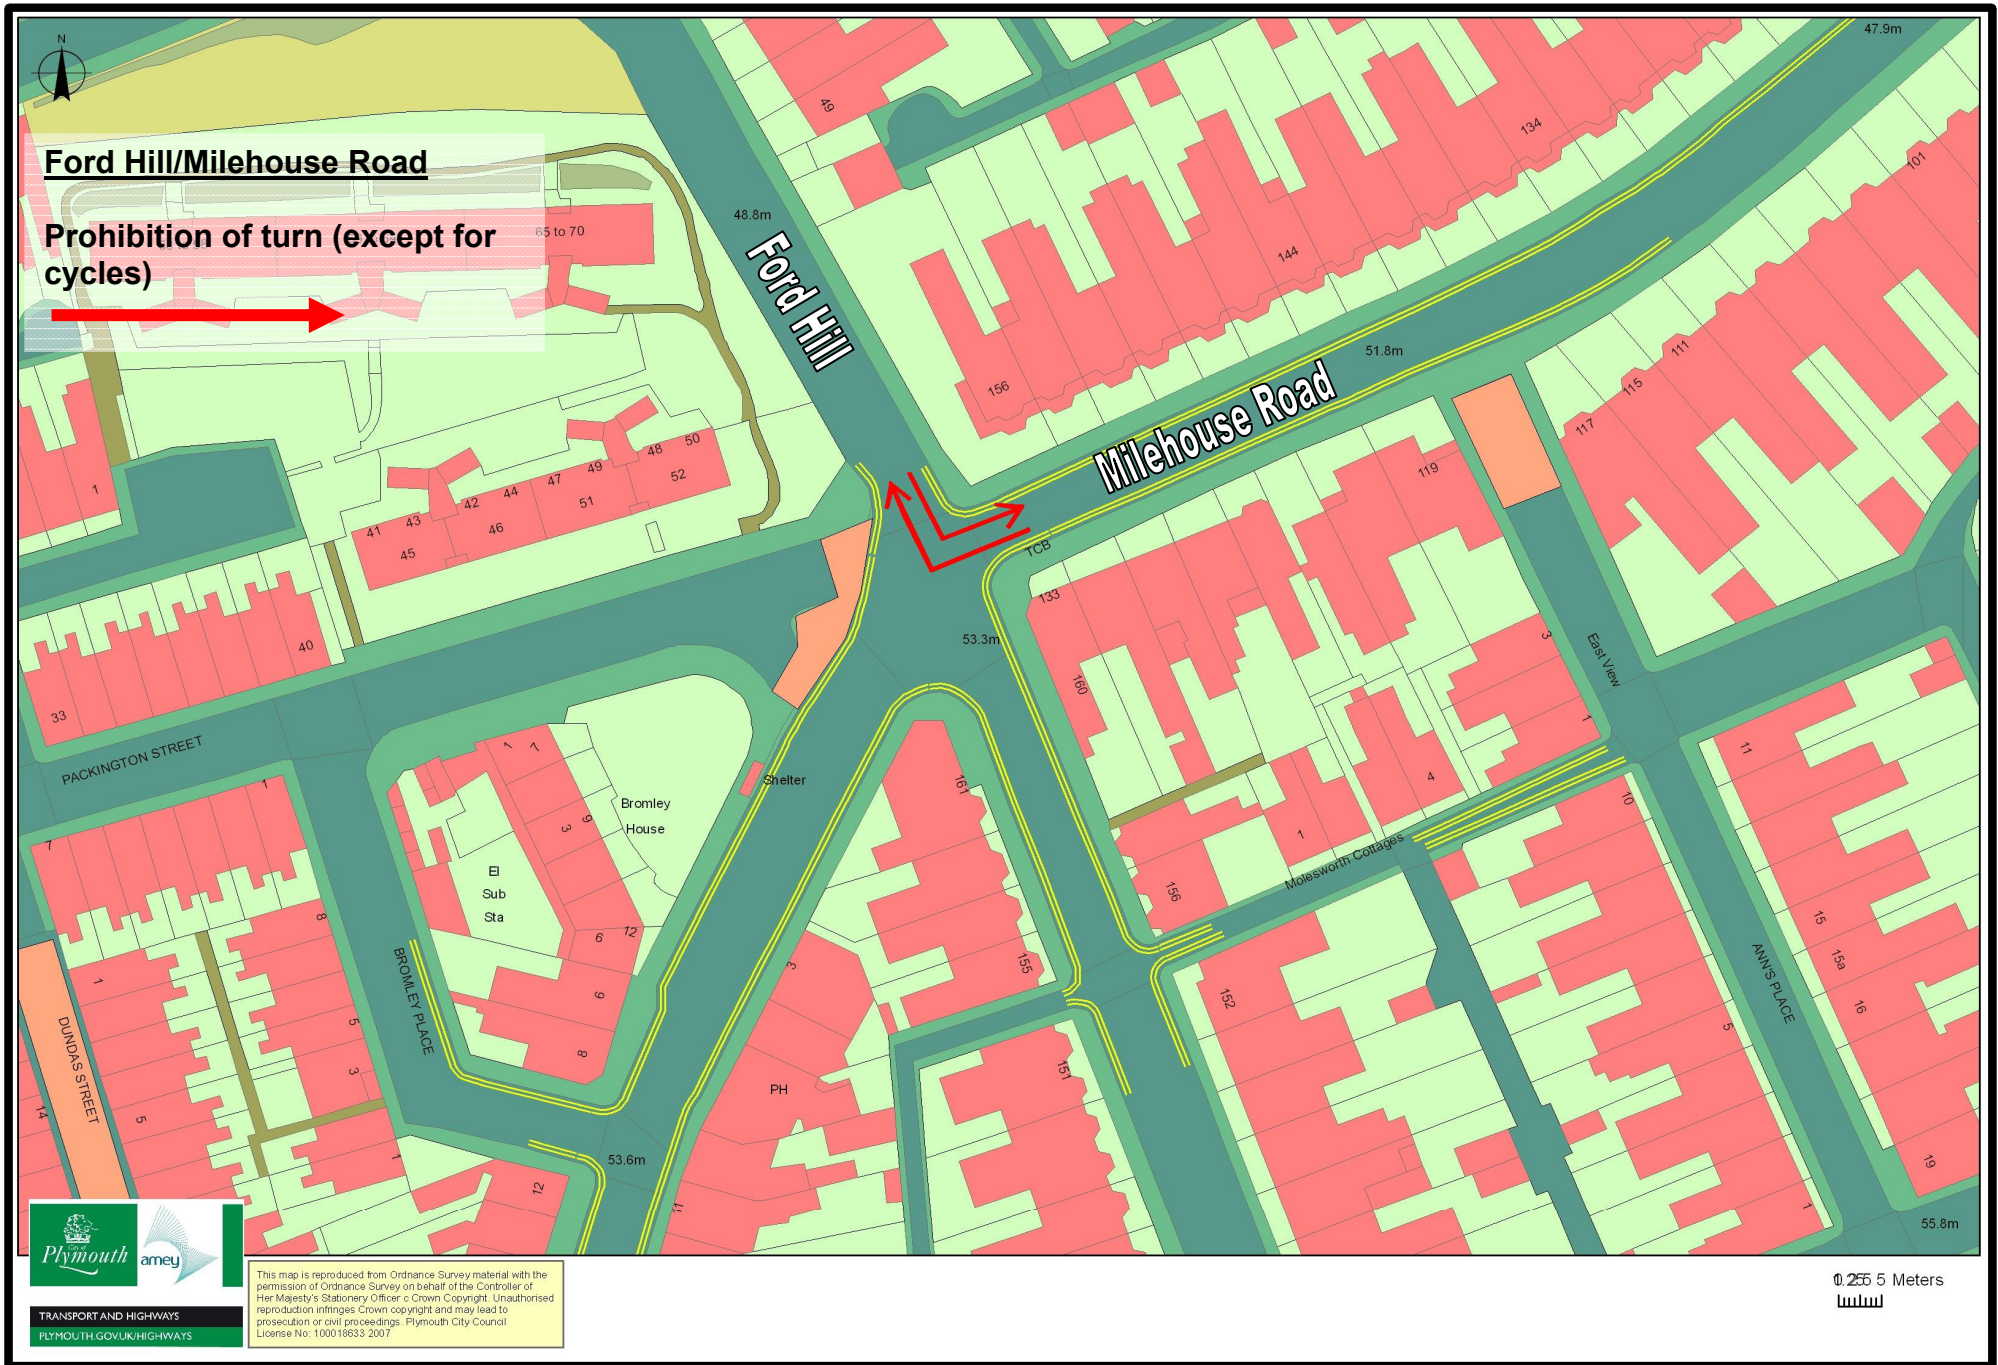 N
47.9m
49
134
101
Ford Hill/Milehouse Road
Prohibition of turn (except for
cycles)
65 to 70
48.8m
Ford Hill
144
51.8m
156
Milehouse Road
111
115
117
119
1
41
43
45
42
44
46
47
49
51
48
50
52
TCB
133
53.3m
160
3
East View
1
40
33
PACKINGTON STREET
1
7
Shelter
161
Bromley
House
3
9
El
Sub
Sta
4
1
Molesworth Cottages
10
11
156
1
7
8
6
12
6
8
BROMLEY PLACE
3
155
152
15
15a
16
ANN'S PLACE
5
1
5
3
DUNDAS STREET
14
5
1
PH
151
53.6m
12
11
1
19
55.8m
City of
Plymouth
amey
TRANSPORT AND HIGHWAYS
PLYMOUTH.GOV.UK/HIGHWAYS
This map is reproduced from Ordnance Survey material with the
permission of Ordnance Survey on behalf of the Controller of
Her Majesty's Stationery Officer c Crown Copyright. Unauthorised
reproduction infringes Crown copyright and may lead to
prosecution or civil proceedings. Plymouth City Council
License No: 100018633 2007
5 Meters